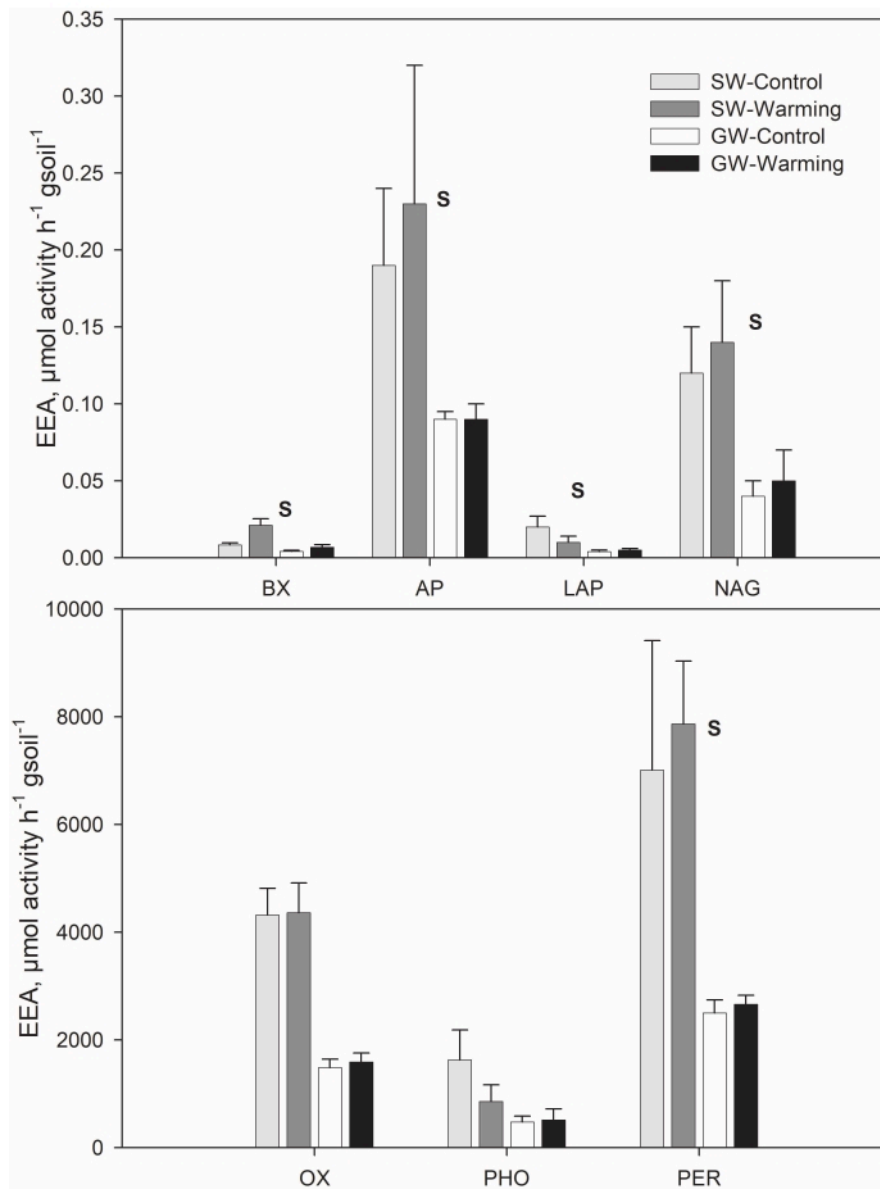 EEA, µmol activity h-1 gsoil-1
0.35
0.30
0.25
0.20
0.15
0.10
0.05
0.00
SW-Control
SW-Warming
GW-Control
GW-Warming
S
S
S
S
BX AP LAP NAG
EEA, µmol activity h-1 gsoil-1
10000
8000
6000
4000
2000
0
S
OX PHO PER